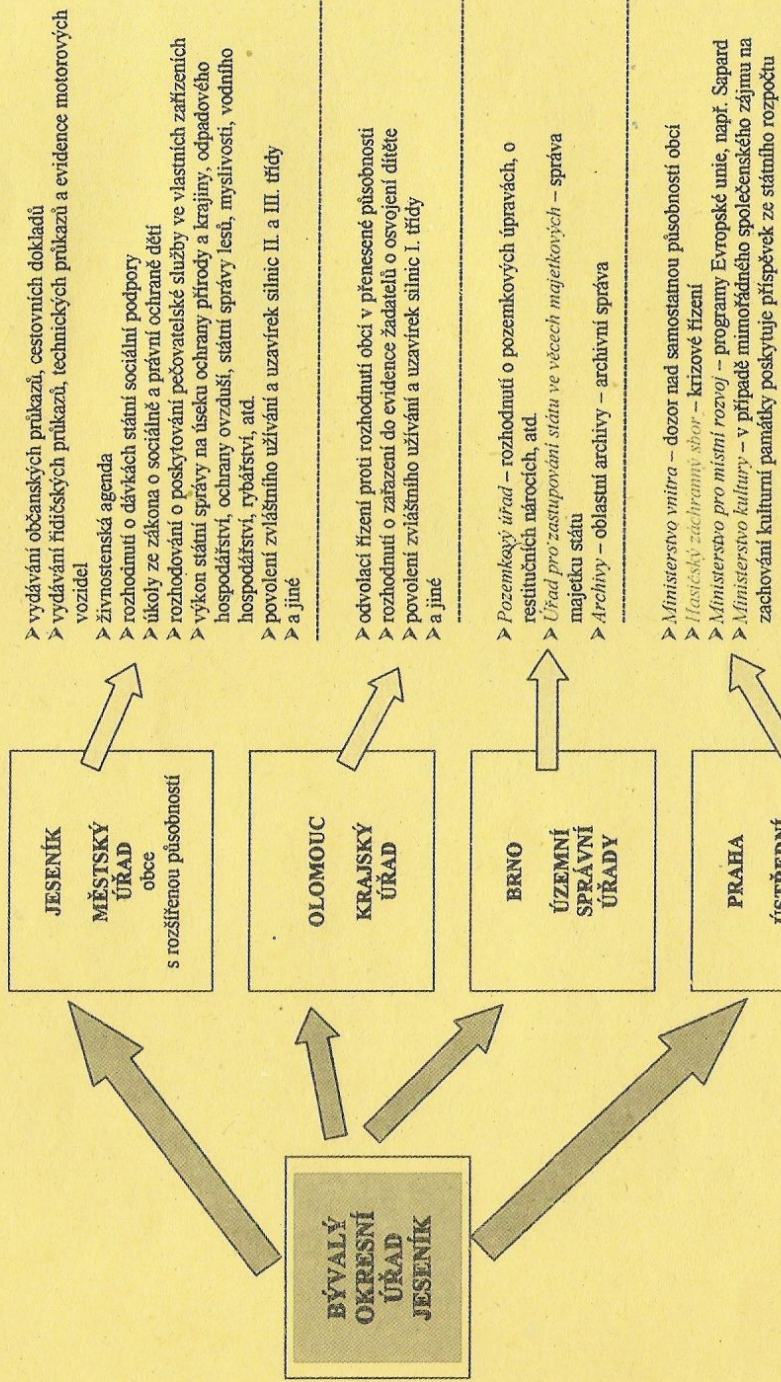 BÝVALÝ
OKRESNÍ
ÚŘAD
JESENÍK
JESENÍK
MĚSTSKÝ
ÚŘAD
obce
s rozšířenou působností
➢ vydávání občanských průkazů, cestovních dokladů
➢ vydávání řidičských průkazů, technických průkazů a evidence motorových
vozidel
➢ živnostenská agenda
➢ rozhodnutí o dávkách státní sociální podpory
➢ úkoly ze zákona o sociálně a právní ochraně dětí
➢ rozhodování o poskytování pečovatelské služby ve vlastních zařízeních
➢ výkon státní správy na úseku ochrany přírody a krajiny, odpadového
hospodářství, ochrany ovzduší, státní správy lesů, myslivosti, vodního
hospodářství, rybářství, atd.
➢ povolení zvláštního užívání a uzavírek silnic II. a III. třídy
➢ a jiné
OLOMOUC
KRAJSKÝ
ÚŘAD
➢ odvolací řízení proti rozhodnutí obcí v přenesené působnosti
➢ rozhodnutí o zařazení do evidence žadatelů o osvojení dítěte
➢ povolení zvláštního užívání a uzavírek silnic I. třídy
➢ a jiné
BRNO
ÚZEMNÍ
SPRÁVNÍ
ÚŘADY
➢ Pozemkový úřad – rozhodnutí o pozemkových úpravách, o
restitučních nárocích, atd.
➢ Úřad pro zastupování státu ve věcech majetkových – správa
majetku státu
➢ Archivy – oblastní archivy – archivní správa
PRAHA
ÚSTŘEDNÍ
➢ Ministerstvo vnitra – dozor nad samostatnou působností obcí
➢ Hasičský záchranný sbor – krizové řízení
➢ Ministerstvo pro místní rozvoj – programy Evropské unie, např. Sapard
➢ Ministerstvo kultury – v případě mimořádného společenského zájmu na
zachování kulturní památky poskytuje příspěvek ze státního rozpočtu